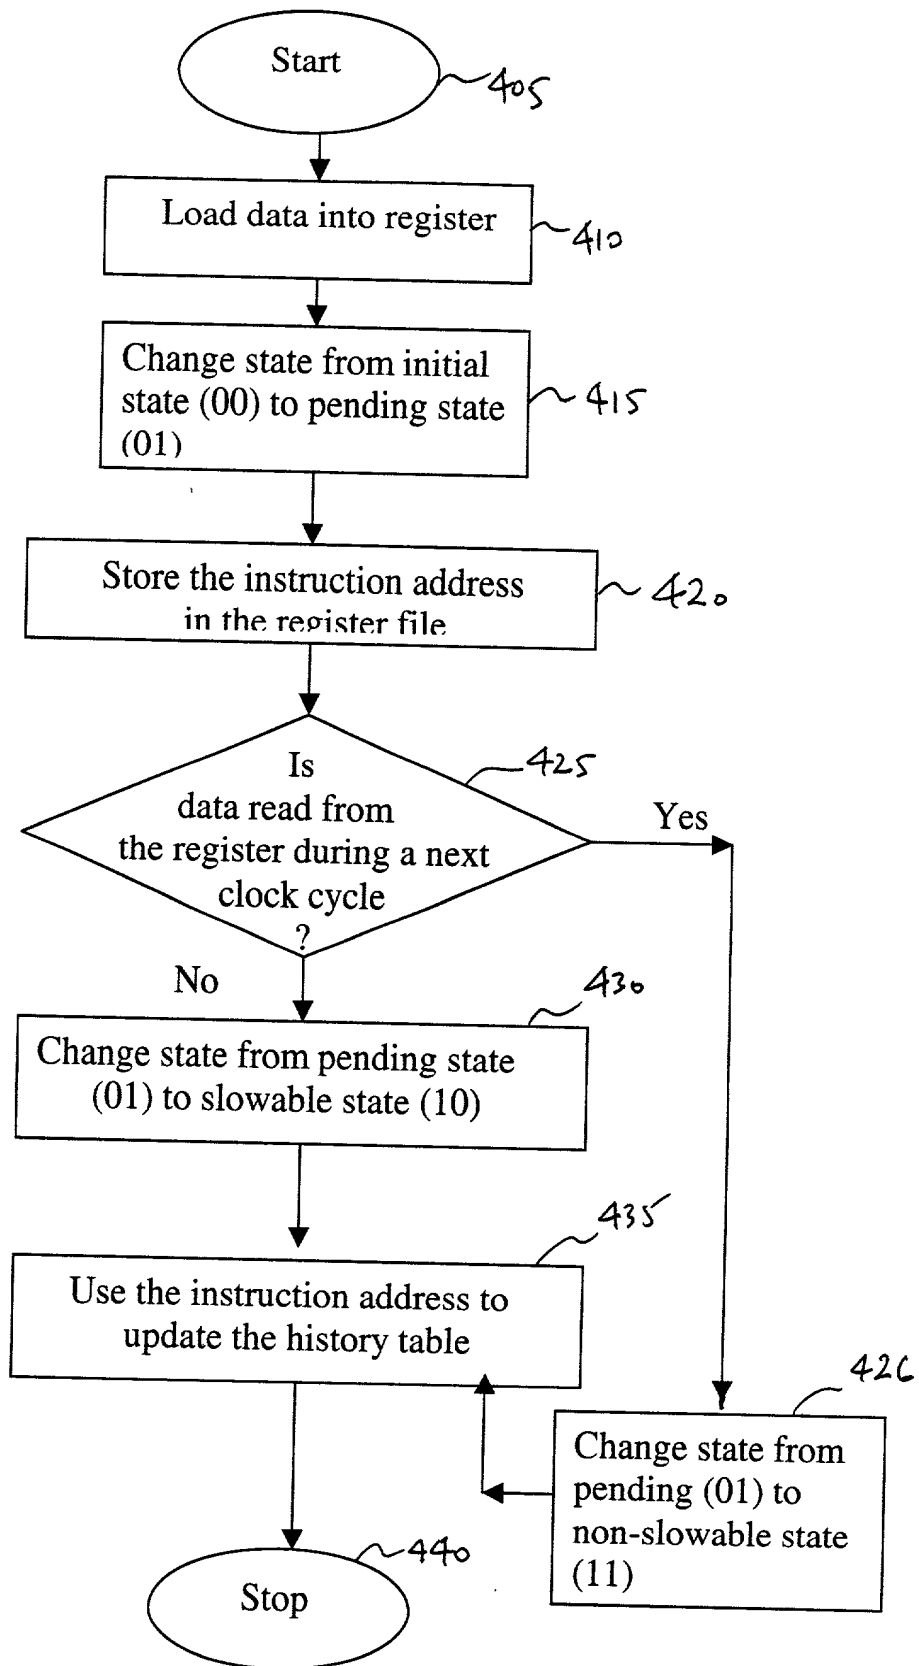 Start
405
Load data into register
410
Change state from initial
state (00) to pending state
(01)
415
Store the instruction address
in the register file
420
Is
data read from
the register during a next
clock cycle
?
425
Yes
No
430
Change state from pending state
(01) to slowable state (10)
435
Use the instruction address to
update the history table
426
Change state from
pending (01) to
non-slowable state
(11)
440
Stop